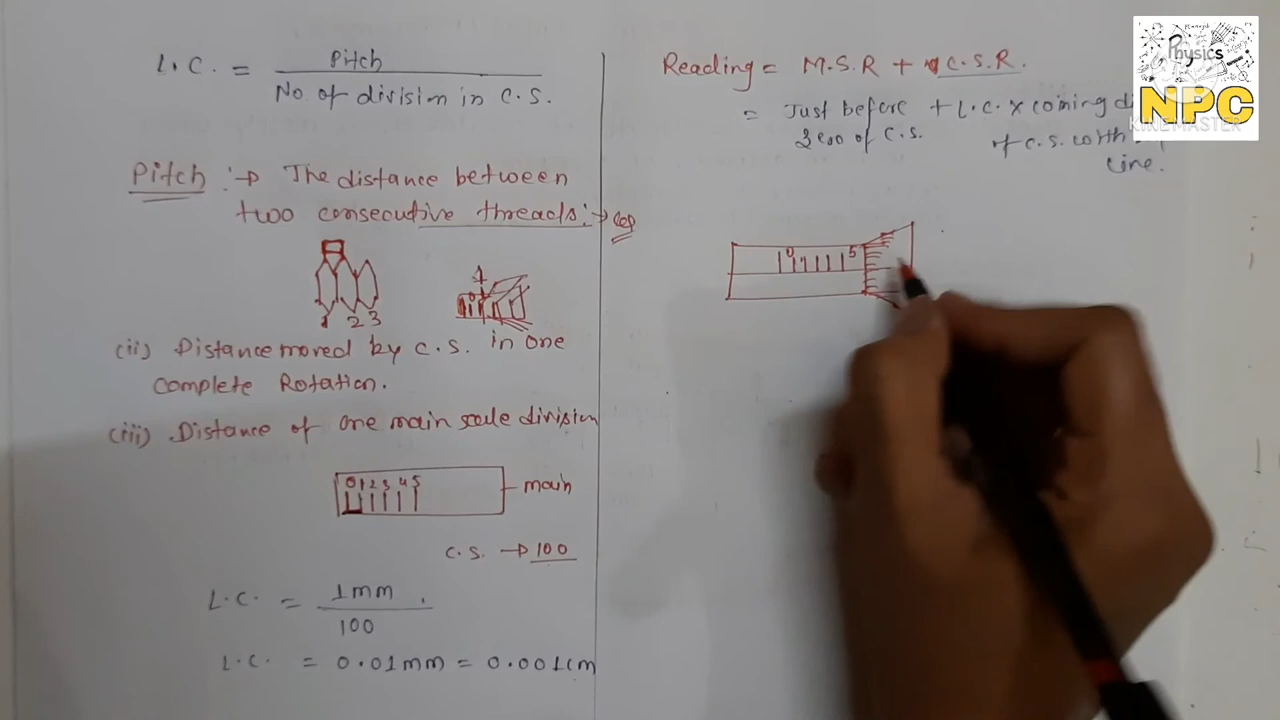 L.C. = Pitch
No. of division in C.S.
Pitch :→ The distance between
two consecutive threads :→
1 2 3
(ii) Distance moved by C.S. in one
complete Rotation.
(iii) Distance of one main scale division
0 1 2 3 4 5
main
C.S. → 100
L.C. = 1mm
100
L.C. = 0.01mm = 0.001cm
Reading = M.S.R + C.S.R.
= Just before + L.C. × coming
Zero of C.S. of C.S. with
line.
0 5
Physics
NPC
KINEMASTER